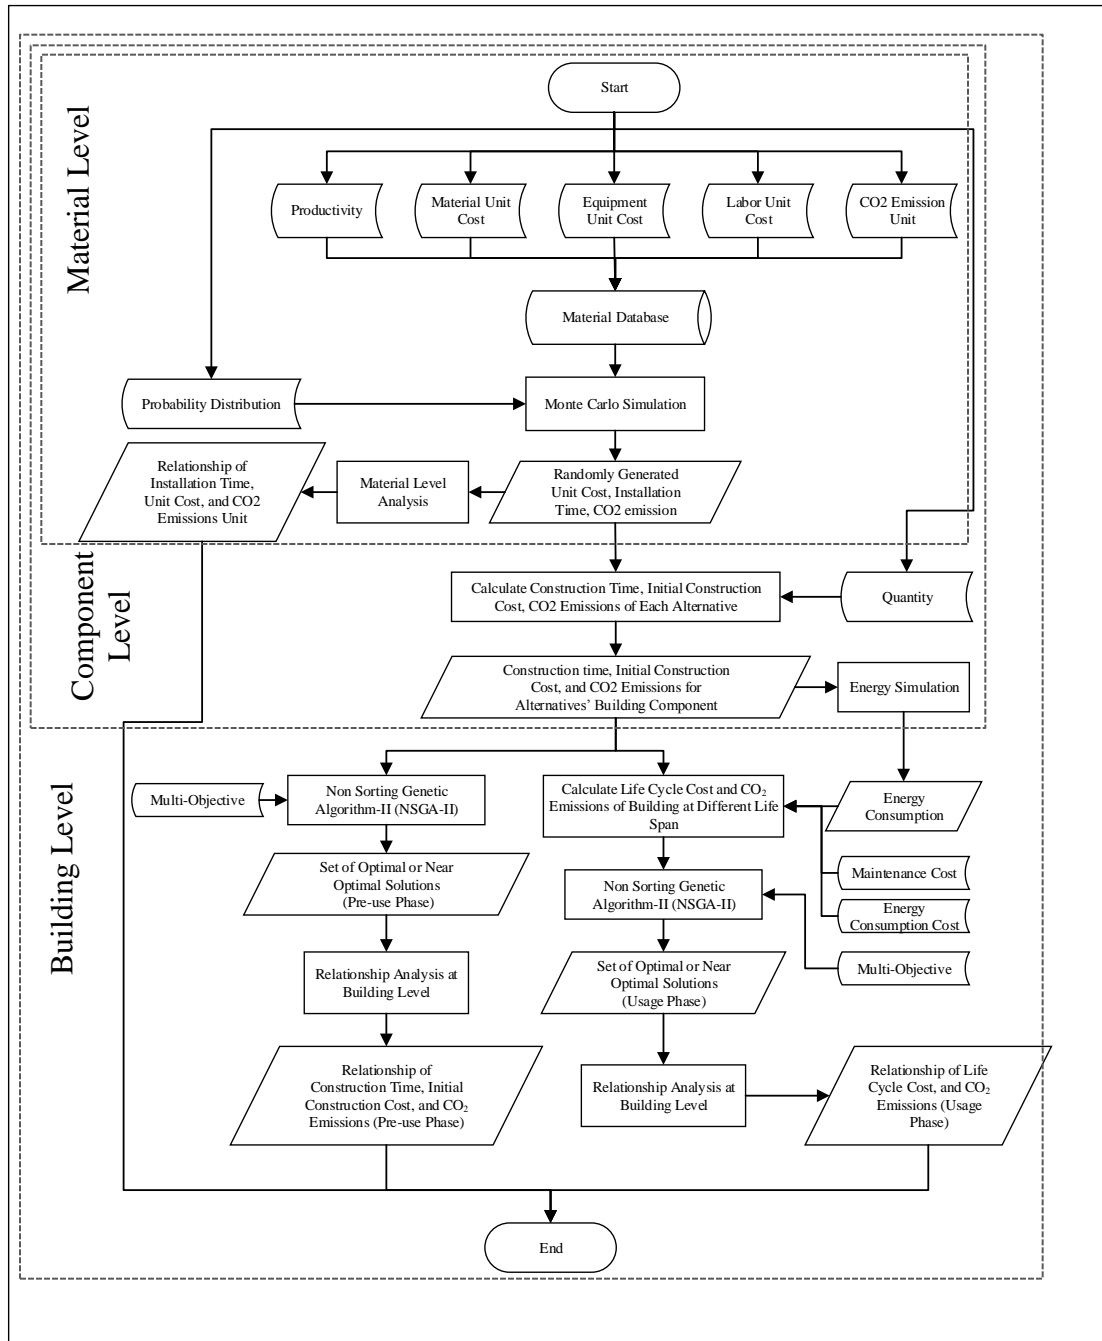 Start
Material Level
Productivity
Material Unit
Cost
Equipment
Unit Cost
Labor Unit
Cost
CO2 Emission
Unit
Material Database
Probability Distribution
Monte Carlo Simulation
Relationship of
Installation Time,
Unit Cost, and CO2
Emissions Unit
Material Level
Analysis
Randomly Generated
Unit Cost, Installation
Time, CO2 emission
Component
Level
Calculate Construction Time, Initial Construction
Cost, CO2 Emissions of Each Alternative
Quantity
Construction time, Initial Construction
Cost, and CO2 Emissions for
Alternatives' Building Component
Energy Simulation
Building Level
Multi-Objective
Non Sorting Genetic
Algorithm-II (NSGA-II)
Calculate Life Cycle Cost and CO₂
Emissions of Building at Different Life
Span
Energy
Consumption
Maintenance Cost
Energy
Consumption Cost
Multi-Objective
Set of Optimal or Near
Optimal Solutions
(Pre-use Phase)
Non Sorting Genetic
Algorithm-II (NSGA-II)
Relationship Analysis at
Building Level
Set of Optimal or Near
Optimal Solutions
(Usage Phase)
Relationship of
Construction Time, Initial
Construction Cost, and CO₂
Emissions (Pre-use Phase)
Relationship Analysis at
Building Level
Relationship of Life
Cycle Cost, and CO₂
Emissions (Usage
Phase)
End